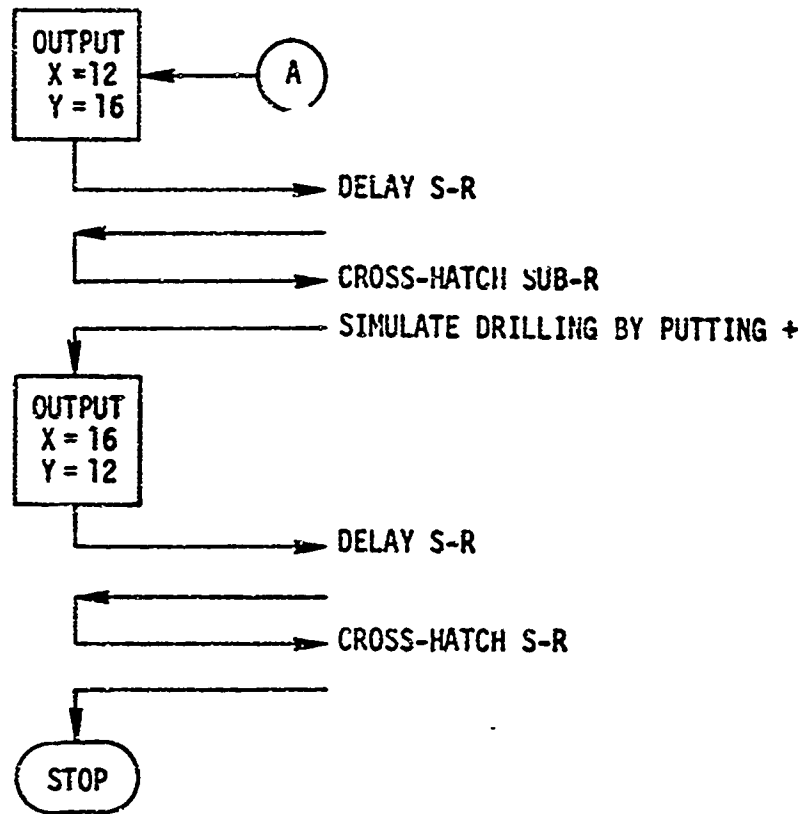 OUTPUT
X = 12
Y = 16
A
DELAY S-R
CROSS-HATCH SUB-R
SIMULATE DRILLING BY PUTTING +
OUTPUT
X = 16
Y = 12
DELAY S-R
CROSS-HATCH S-R
STOP